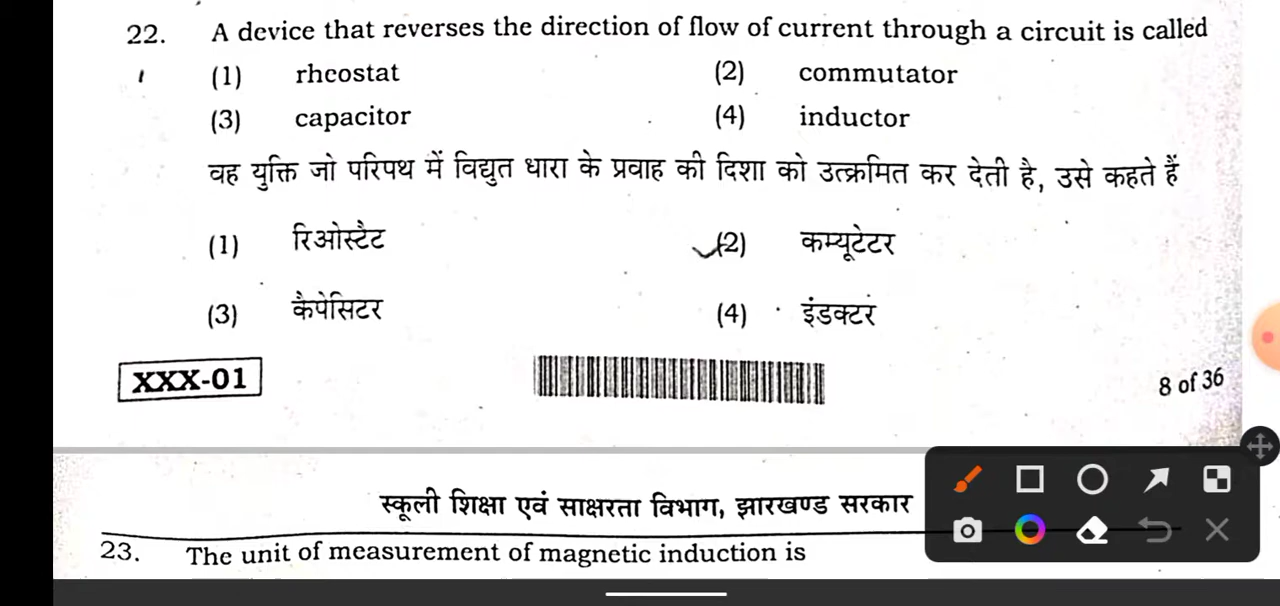 22. A device that reverses the direction of flow of current through a circuit is called
(1) rheostat (2) commutator
(3) capacitor (4) inductor
वह युक्ति जो परिपथ में विद्युत धारा के प्रवाह की दिशा को उत्क्रमित कर देती है, उसे कहते हैं
(1) रिओस्टैट (2) कम्यूटेटर
(3) कैपेसिटर (4) इंडक्टर
XXX-01 8 of 36
स्कूली शिक्षा एवं साक्षरता विभाग, झारखण्ड सरकार
23. The unit of measurement of magnetic induction is